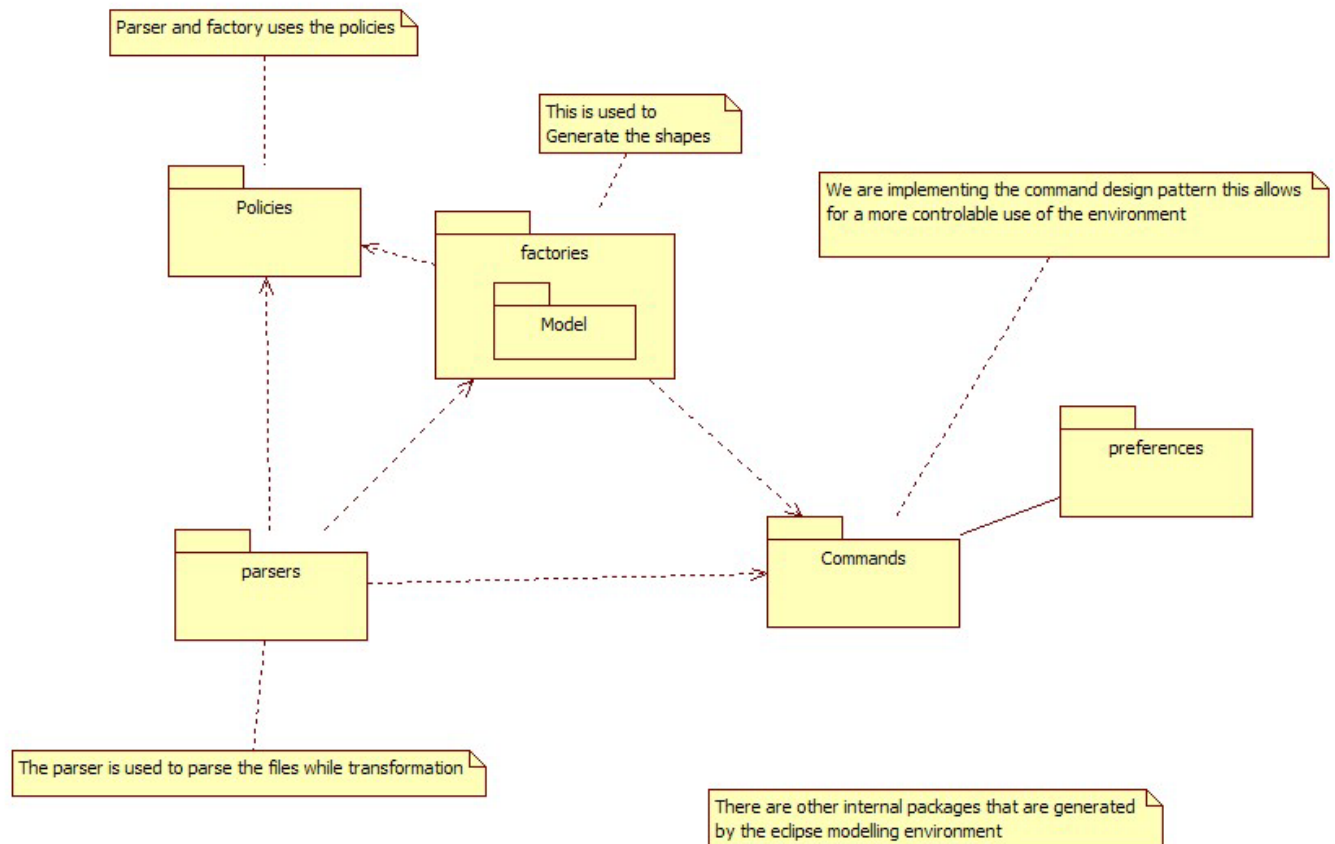 Parser and factory uses the policies
This is used to
Generate the shapes
We are implementing the command design pattern this allows
for a more controlable use of the environment
Policies
factories
Model
preferences
parsers
Commands
The parser is used to parse the files while transformation
There are other internal packages that are generated
by the eclipse modelling environment